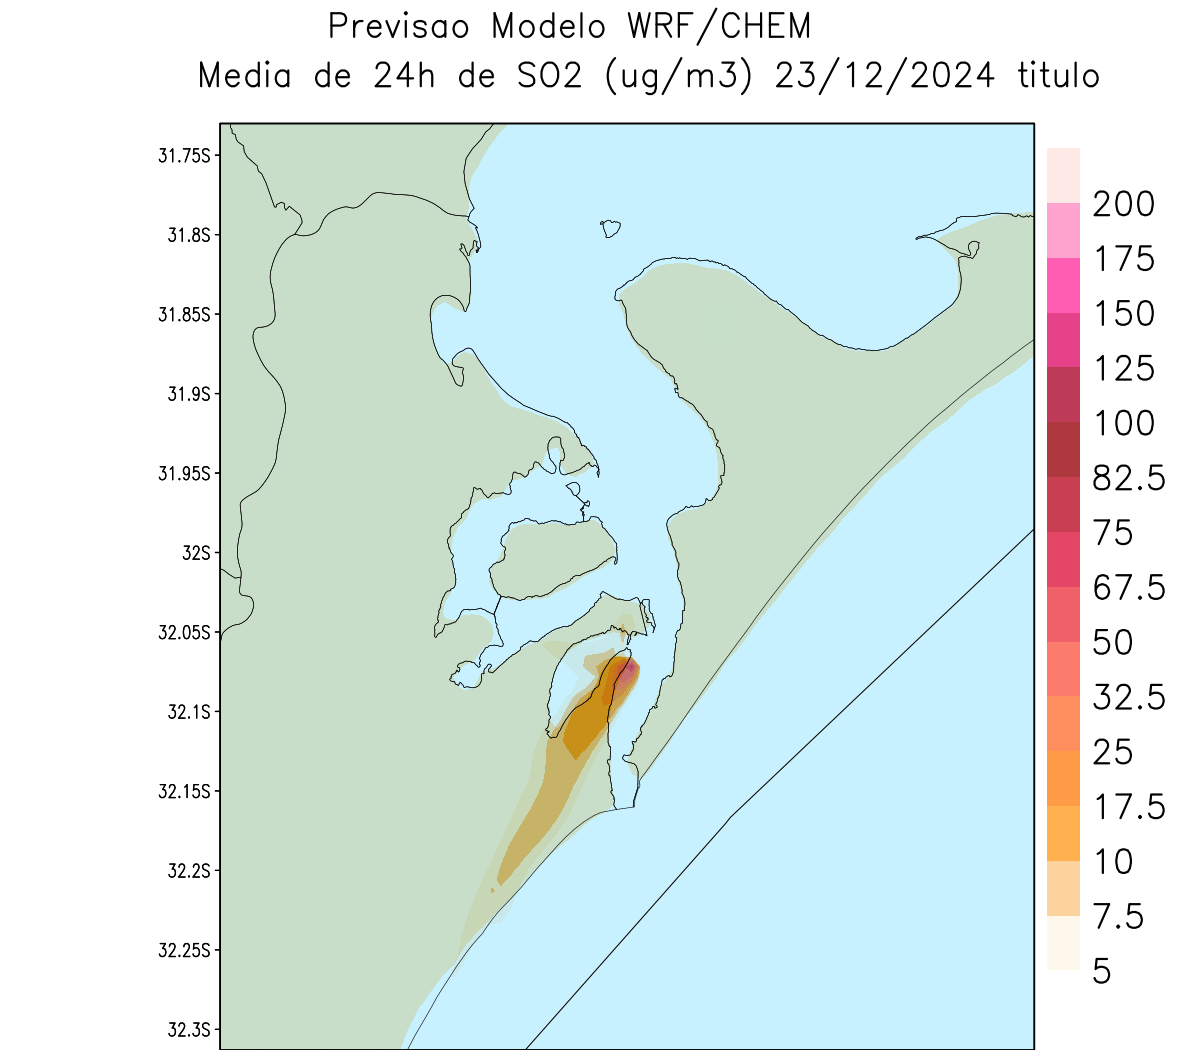 Previsao Modelo WRF/CHEM
Media de 24h de SO2 (ug/m3) 23/12/2024 titulo
31.75S
31.8S
31.85S
31.9S
31.95S
32S
32.05S
32.1S
32.15S
32.2S
32.25S
32.3S
200
175
150
125
100
82.5
75
67.5
50
32.5
25
17.5
10
7.5
5